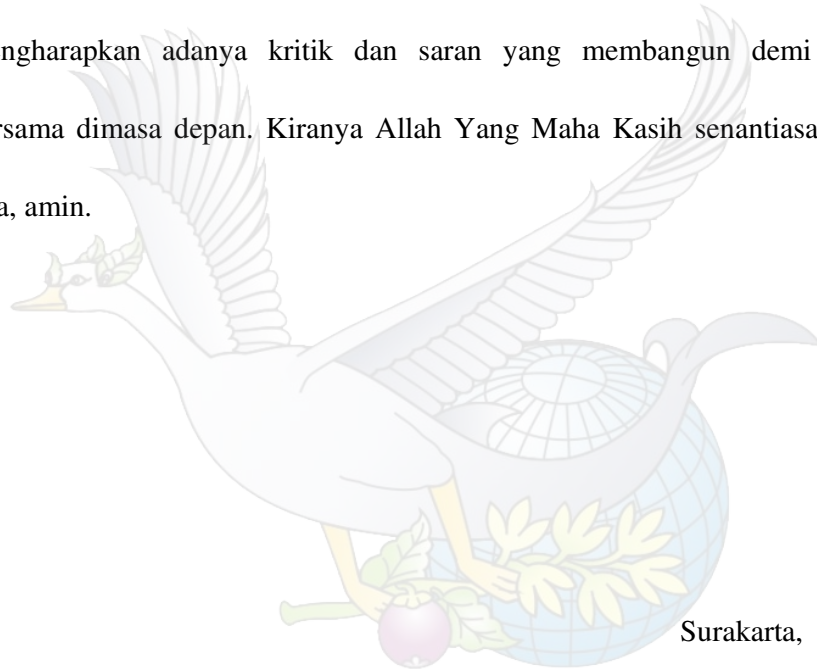 ngharapkan adanya kritik dan saran yang membangun demi
rsama dimasa depan. Kiranya Allah Yang Maha Kasih senantiasa
a, amin.
Surakarta,